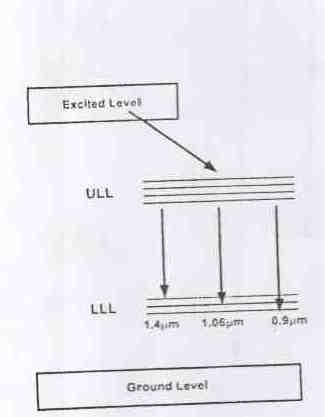 Excited Level
ULL
LLL
1.4μm 1.06μm 0.9μm
Ground Level